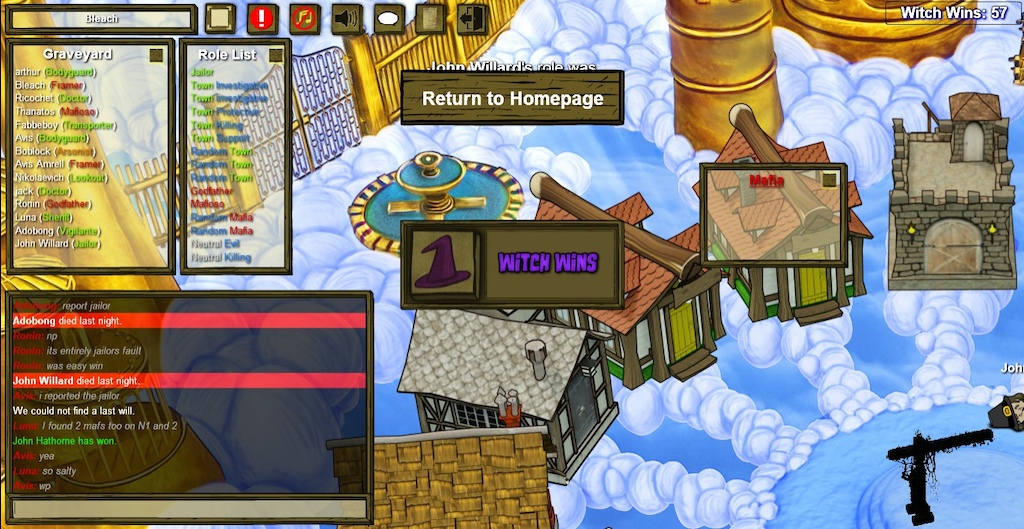 Bleach
Witch Wins: 57
John Willard's role was
Return to Homepage
Graveyard
arthur (Bodyguard)
Bleach (Framer)
Ricochet (Doctor)
Thanatos (Mafioso)
Fabbeboy (Transporter)
Avis (Bodyguard)
Boblock (Arsonist)
Avis Amrell (Framer)
Nikolaevich (Lookout)
jack (Doctor)
Ronin (Godfather)
Luna (Sheriff)
Adobong (Vigilante)
John Willard (Jailor)
Role List
Jailor
Town Investigative
Town Investigative
Town Protective
Town Killing
Town Support
Random Town
Random Town
Random Town
Godfather
Mafioso
Random Mafia
Random Mafia
Neutral Evil
Neutral Killing
Mafia
WITCH WINS
Adobong: report jailor
Adobong died last night.
Ronin: np
Ronin: its entirely jailors fault
Ronin: was easy win
John Willard died last night.
Avis: i reported the jailor
We could not find a last will.
Luna: I found 2 mafs too on N1 and 2
John Hathorne has won.
Avis: yea
Luna: so salty
Avis: wp
Joh